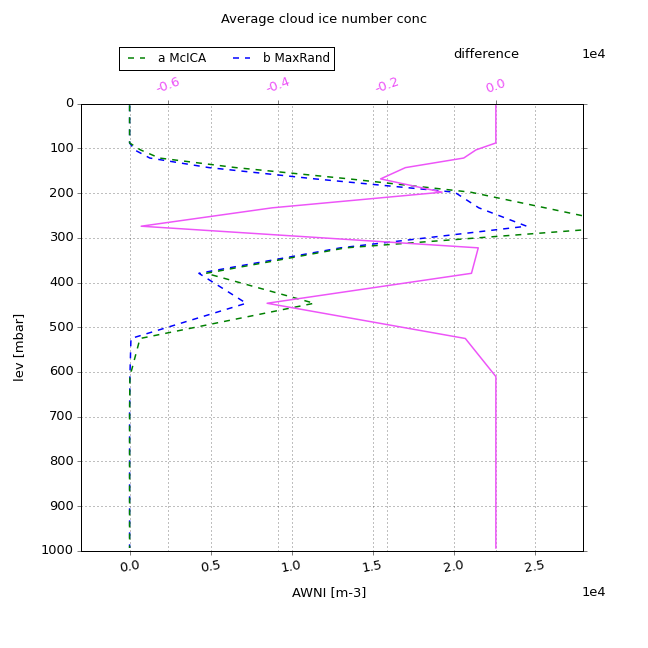 Average cloud ice number conc
a McICA
b MaxRand
difference
1e4
-0.6
-0.4
-0.2
0.0
0
100
200
300
400
500
600
700
800
900
1000
lev [mbar]
0.0
0.5
1.0
1.5
2.0
2.5
AWNI [m-3]
1e4